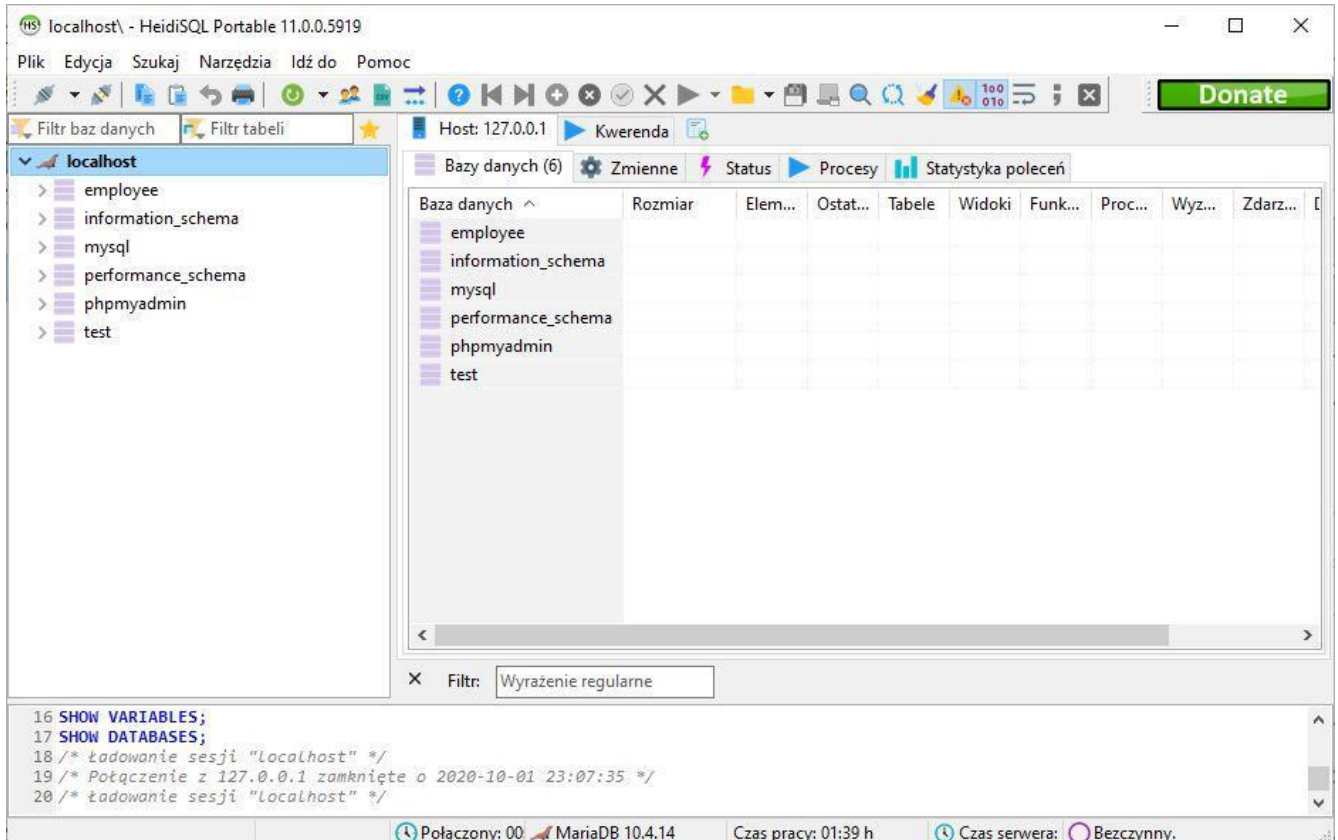 localhost\ - HeidiSQL Portable 11.0.0.5919
Plik Edycja Szukaj Narzędzia Idź do Pomoc
Donate
Filtr baz danych Filtr tabeli
Host: 127.0.0.1 Kwerenda
localhost
employee
information_schema
mysql
performance_schema
phpmyadmin
test
Bazy danych (6) Zmienne Status Procesy Statystyka poleceń
Baza danych Rozmiar Elem... Ostat... Tabele Widoki Funk... Proc... Wyz... Zdarz...
employee
information_schema
mysql
performance_schema
phpmyadmin
test
Filtr: Wyrażenie regularne
16 SHOW VARIABLES;
17 SHOW DATABASES;
18 /* Ładowanie sesji "localhost" */
19 /* Połączenie z 127.0.0.1 zamknięte o 2020-10-01 23:07:35 */
20 /* Ładowanie sesji "localhost" */
Połączony: 00 MariaDB 10.4.14 Czas pracy: 01:39 h Czas serwera: Bezczynny.